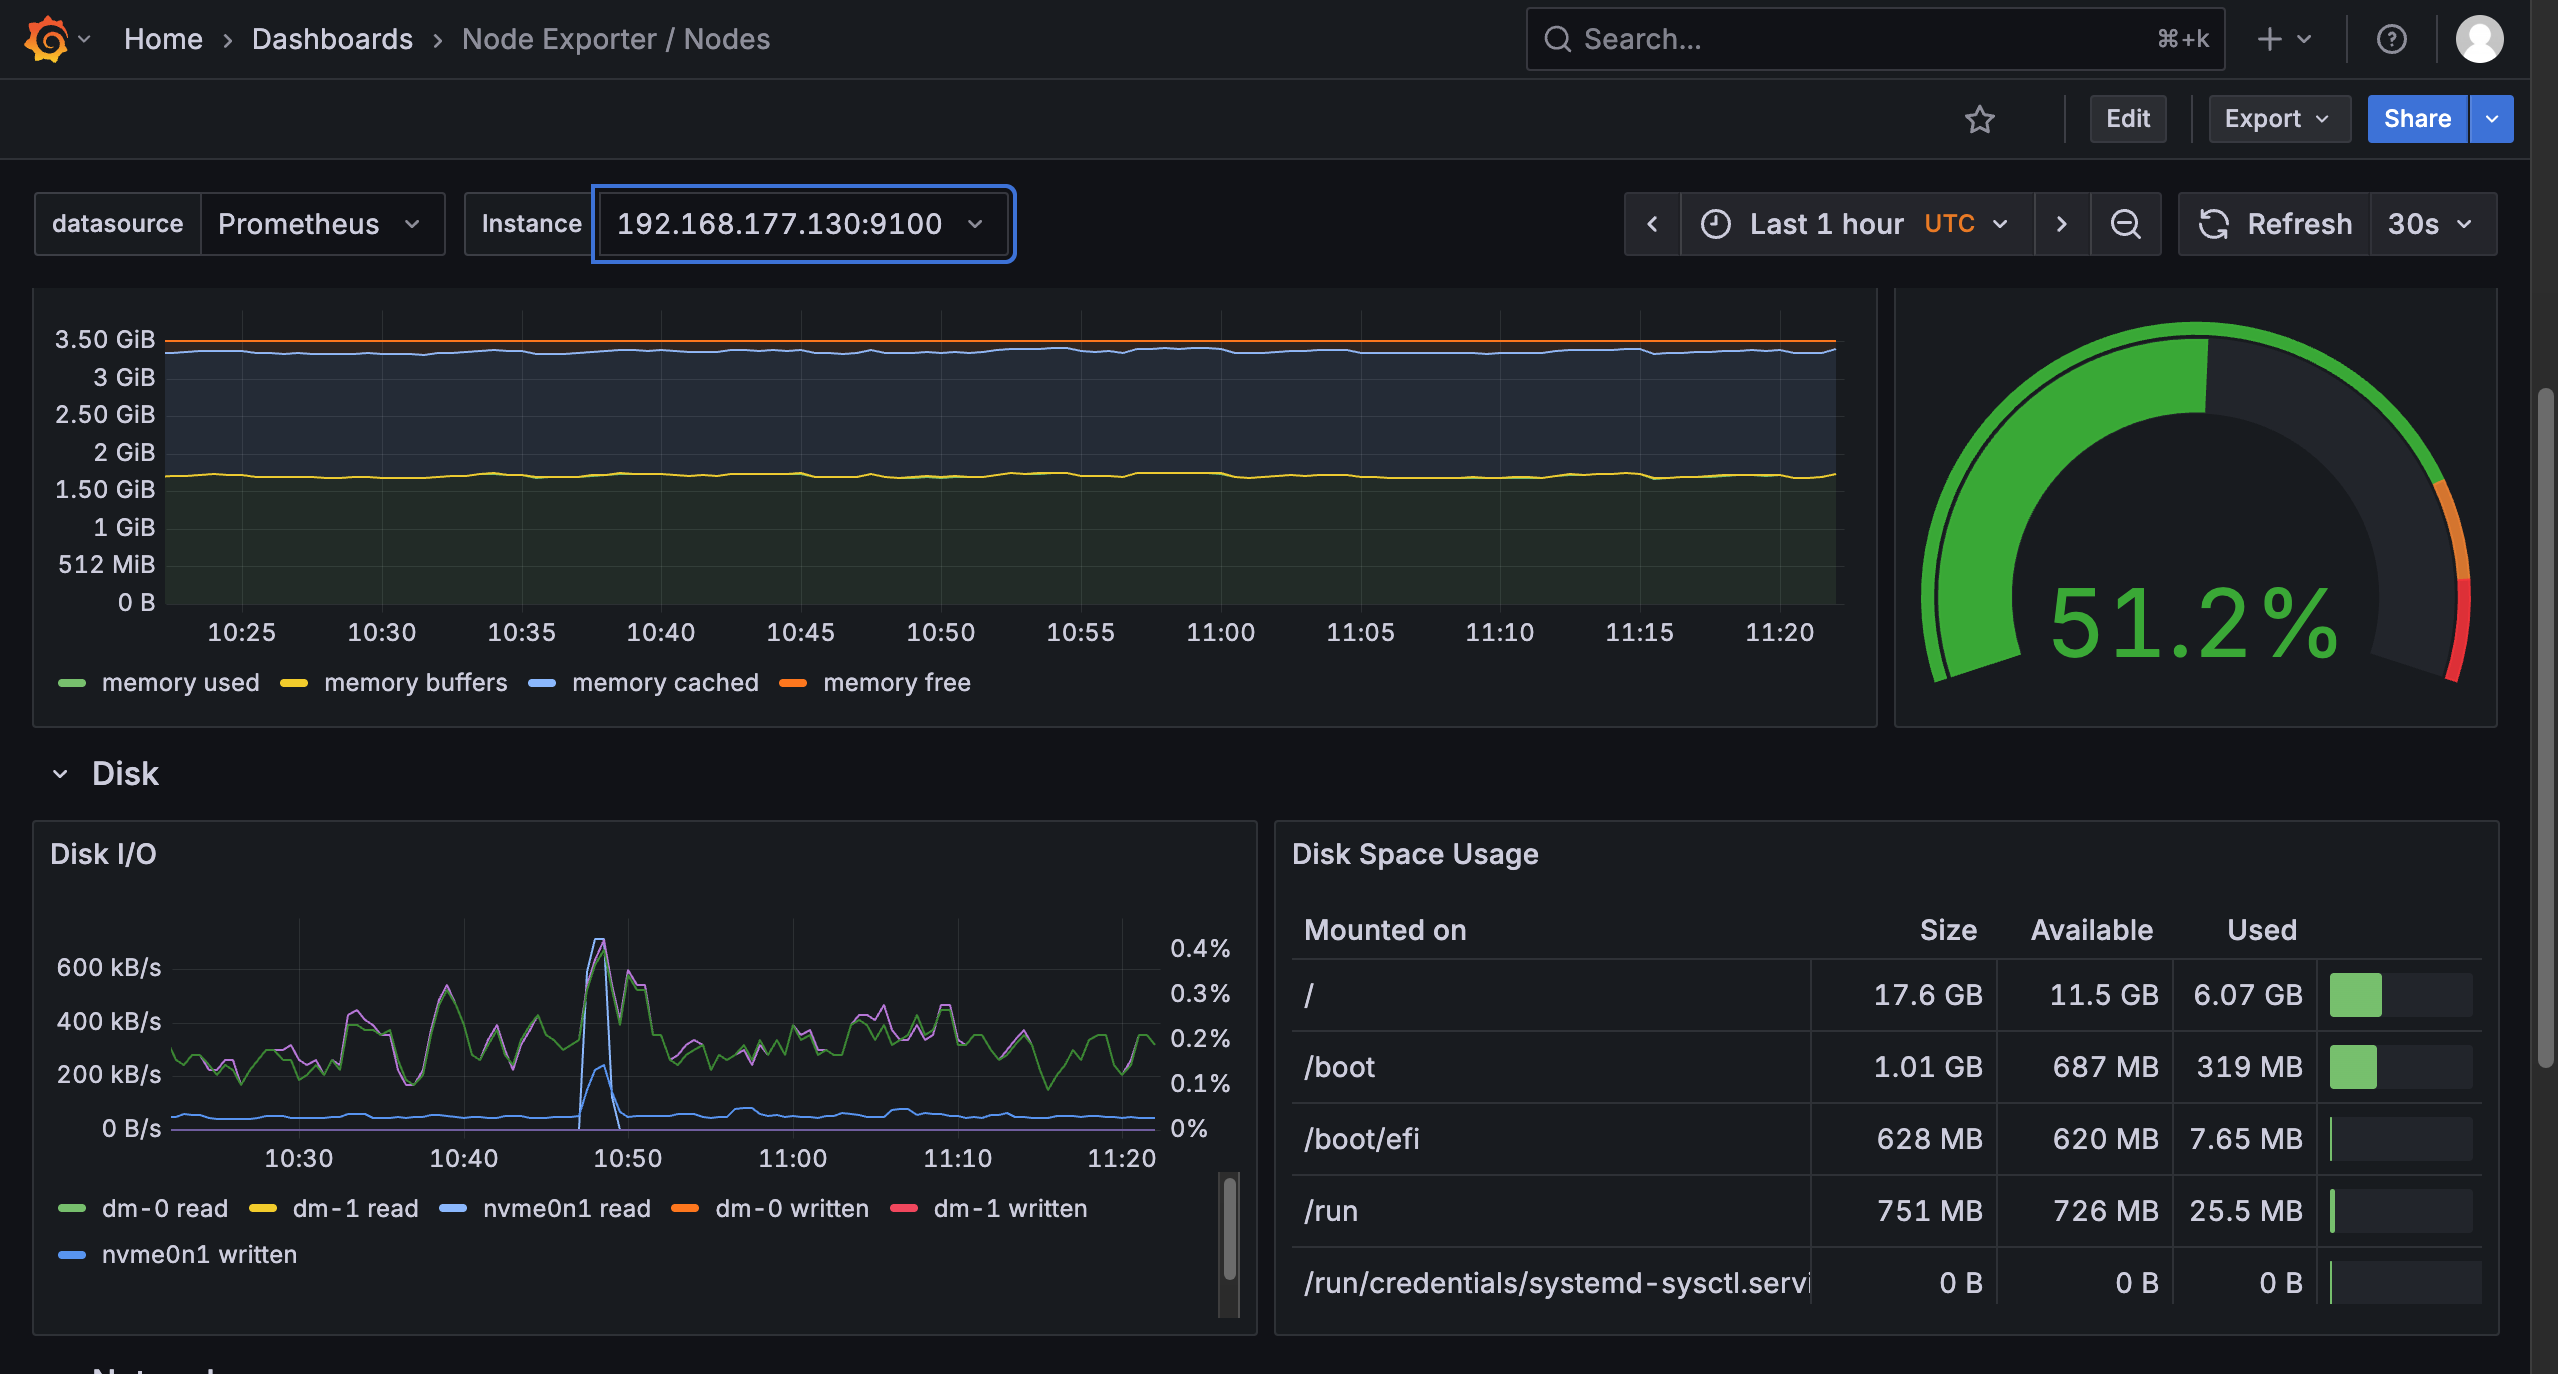 Home › Dashboards › Node Exporter / Nodes Search... ⌘+k
Edit Export Share
datasource Prometheus Instance 192.168.177.130:9100 Last 1 hour UTC Refresh 30s
3.50 GiB
3 GiB
2.50 GiB
2 GiB
1.50 GiB
1 GiB
512 MiB
0 B
10:25 10:30 10:35 10:40 10:45 10:50 10:55 11:00 11:05 11:10 11:15 11:20
memory used memory buffers memory cached memory free
51.2%
Disk
Disk I/O
600 kB/s
400 kB/s
200 kB/s
0 B/s
0.4%
0.3%
0.2%
0.1%
0%
10:30 10:40 10:50 11:00 11:10 11:20
dm-0 read dm-1 read nvme0n1 read dm-0 written dm-1 written
nvme0n1 written
Disk Space Usage
Mounted on Size Available Used
/ 17.6 GB 11.5 GB 6.07 GB
/boot 1.01 GB 687 MB 319 MB
/boot/efi 628 MB 620 MB 7.65 MB
/run 751 MB 726 MB 25.5 MB
/run/credentials/systemd-sysctl.servi 0 B 0 B 0 B